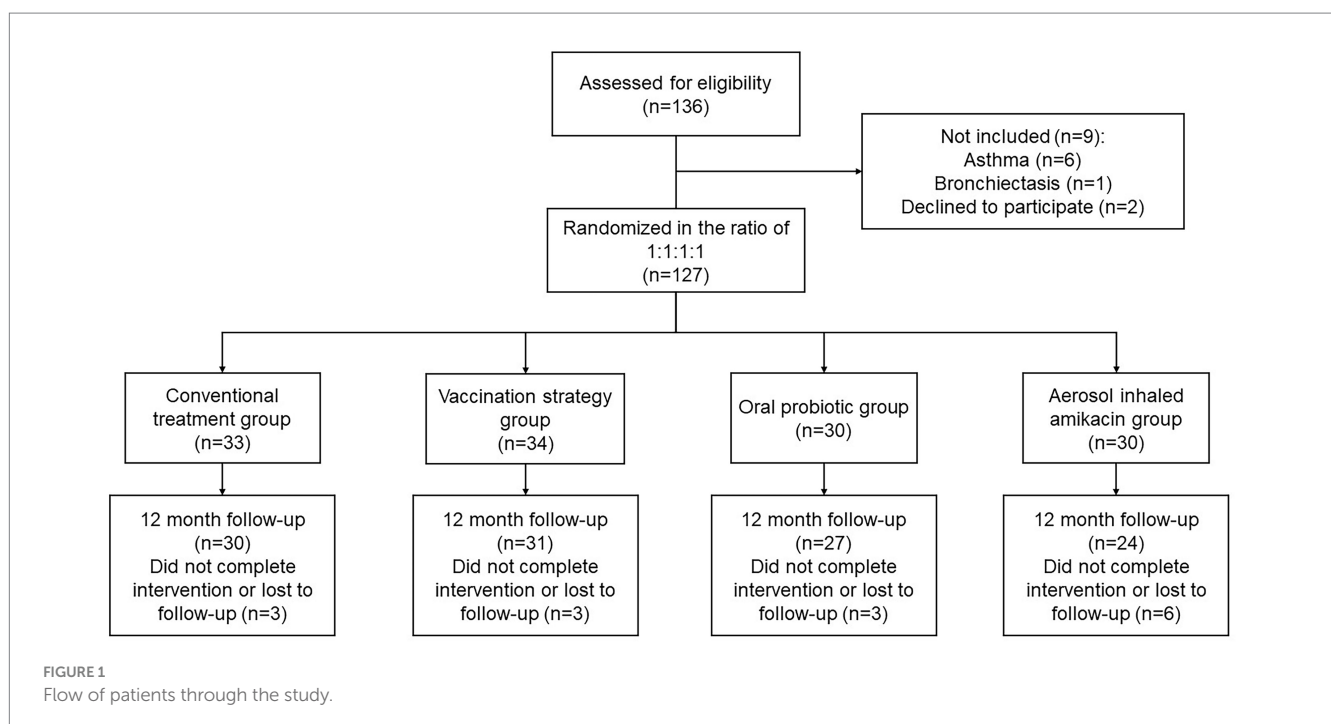 Assessed for eligibility
(n=136)
Not included (n=9):
Asthma (n=6)
Bronchiectasis (n=1)
Declined to participate (n=2)
Randomized in the ratio of
1:1:1:1
(n=127)
Conventional
treatment group
(n=33)
Vaccination strategy
group
(n=34)
Oral probiotic group
(n=30)
Aerosol inhaled
amikacin group
(n=30)
12 month follow-up
(n=30)
Did not complete
intervention or lost to
follow-up (n=3)
12 month follow-up
(n=31)
Did not complete
intervention or lost to
follow-up (n=3)
12 month follow-up
(n=27)
Did not complete
intervention or lost to
follow-up (n=3)
12 month follow-up
(n=24)
Did not complete
intervention or lost to
follow-up (n=6)
FIGURE 1
Flow of patients through the study.